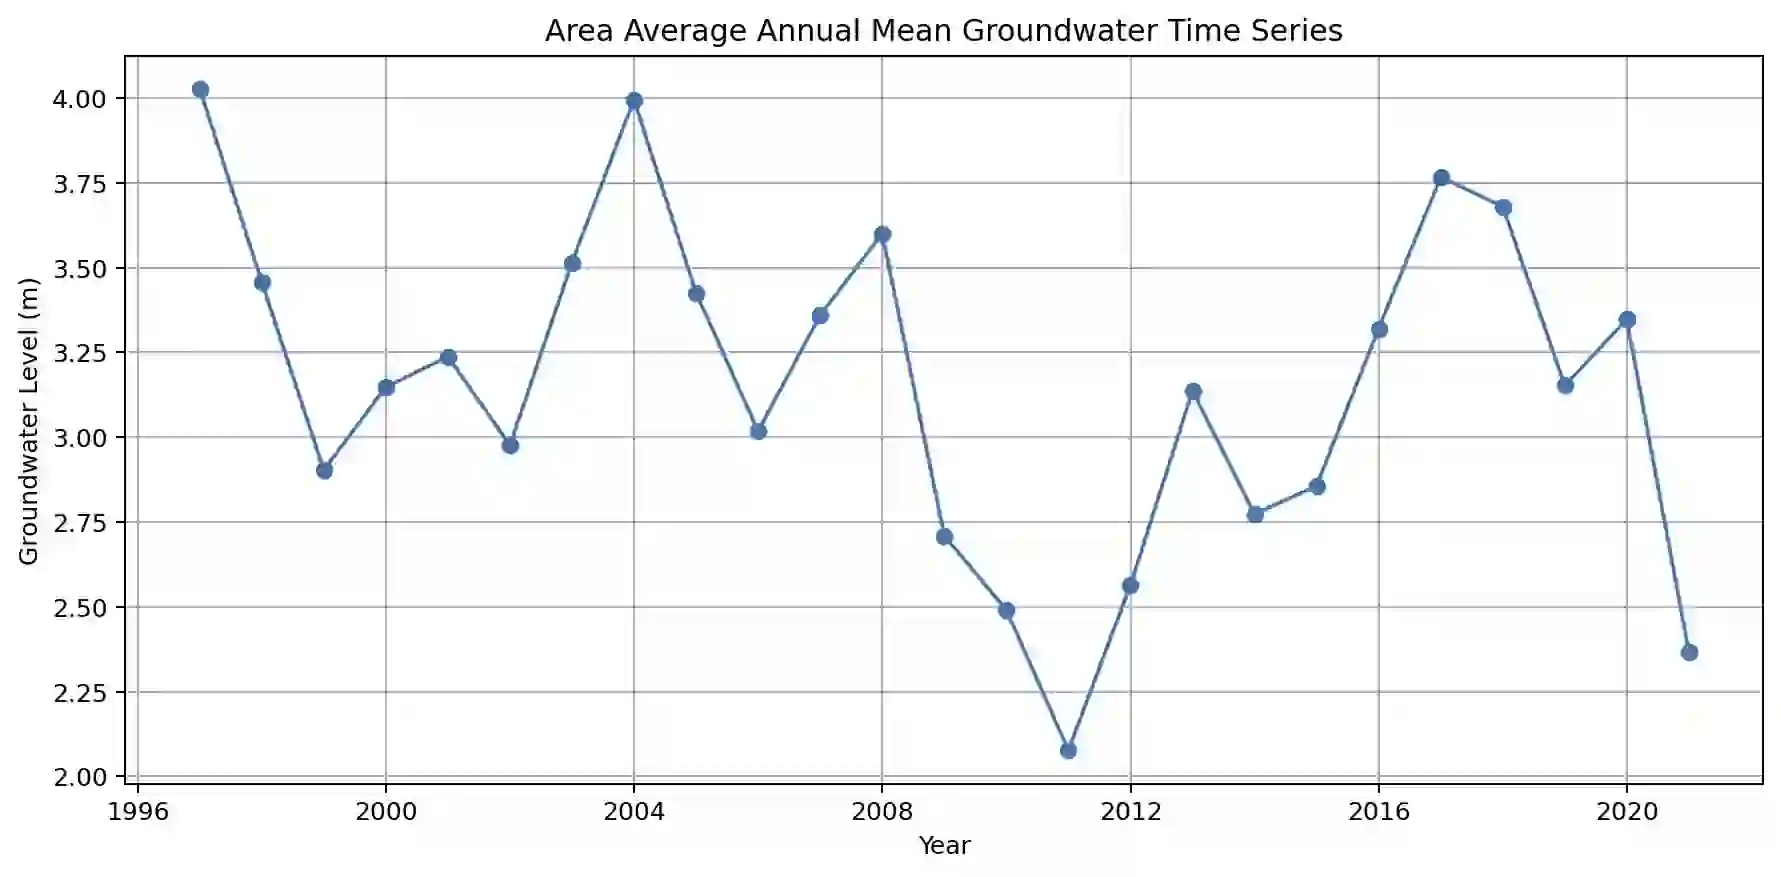 Area Average Annual Mean Groundwater Time Series
Groundwater Level (m)
4.00
3.75
3.50
3.25
3.00
2.75
2.50
2.25
2.00
1996 2000 2004 2008 2012 2016 2020
Year